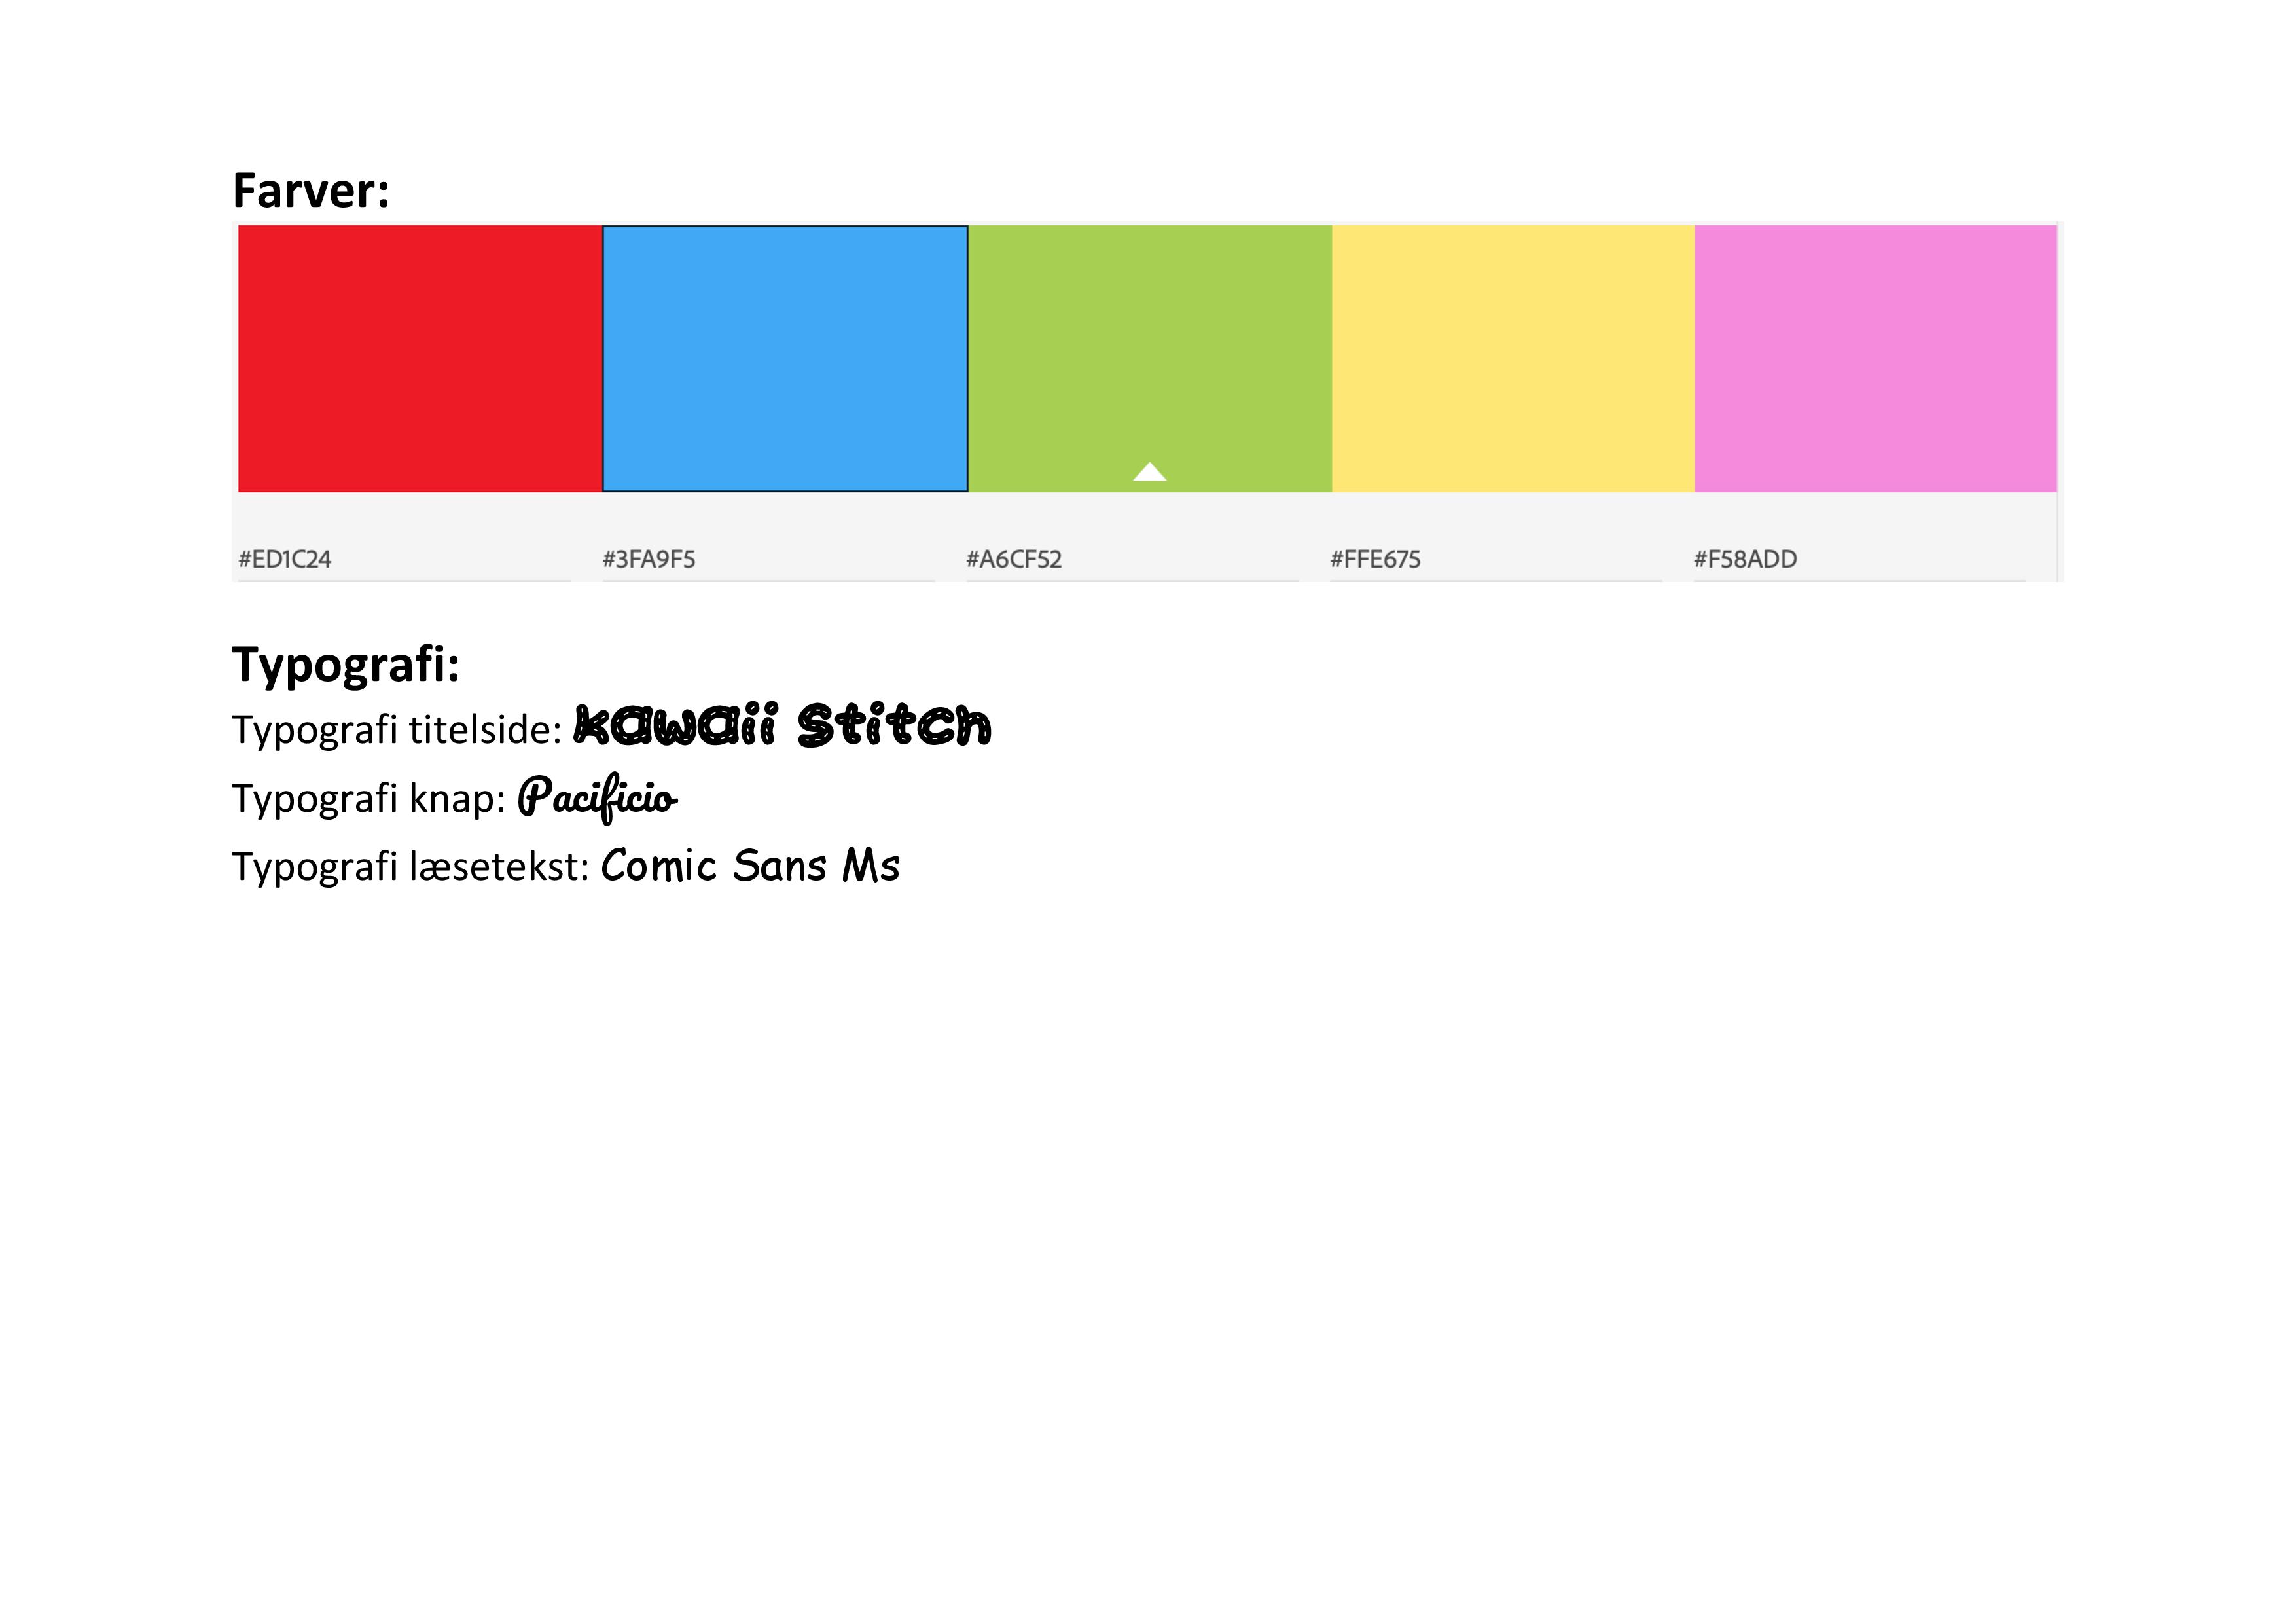 Farver:
#ED1C24 #3FA9F5 #A6CF52 #FFE675 #F58ADD
Typografi:
Typografi titelside: Kawaii Stitch
Typografi knap: Pacificio
Typografi læsetekst: Comic Sans Ms